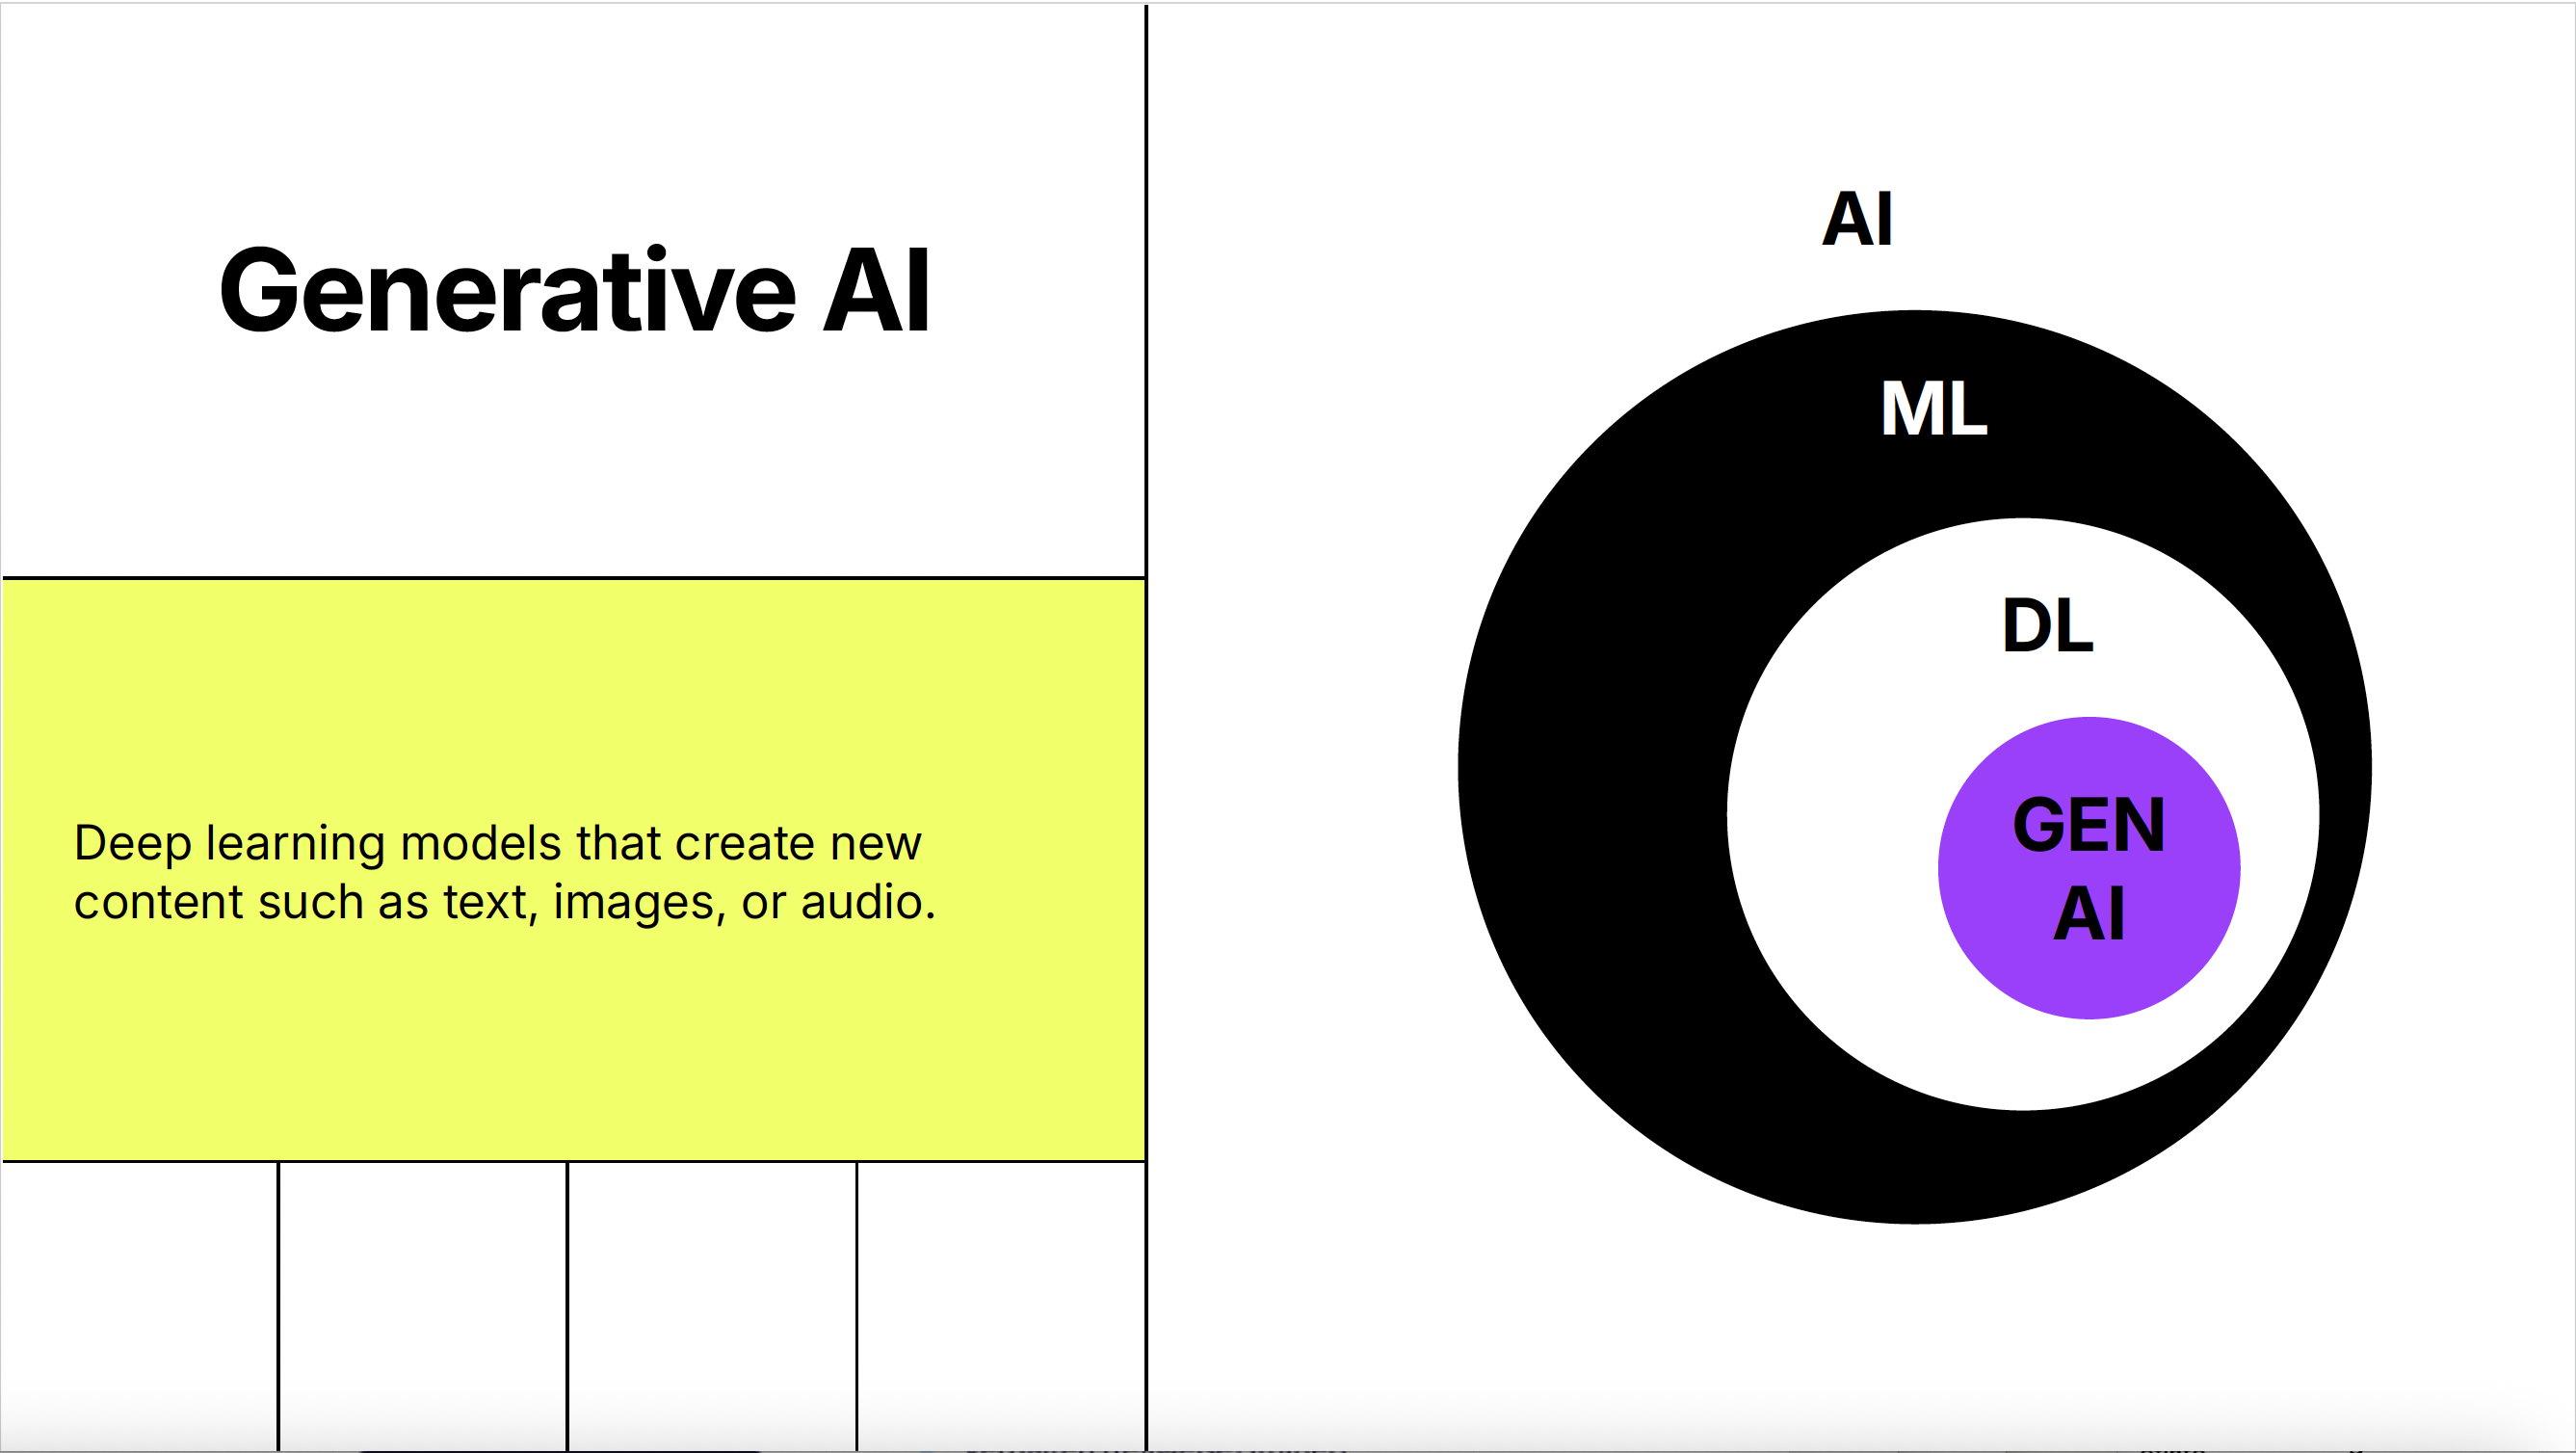 Generative AI
Deep learning models that create new
content such as text, images, or audio.
AI
ML
DL
GEN
AI